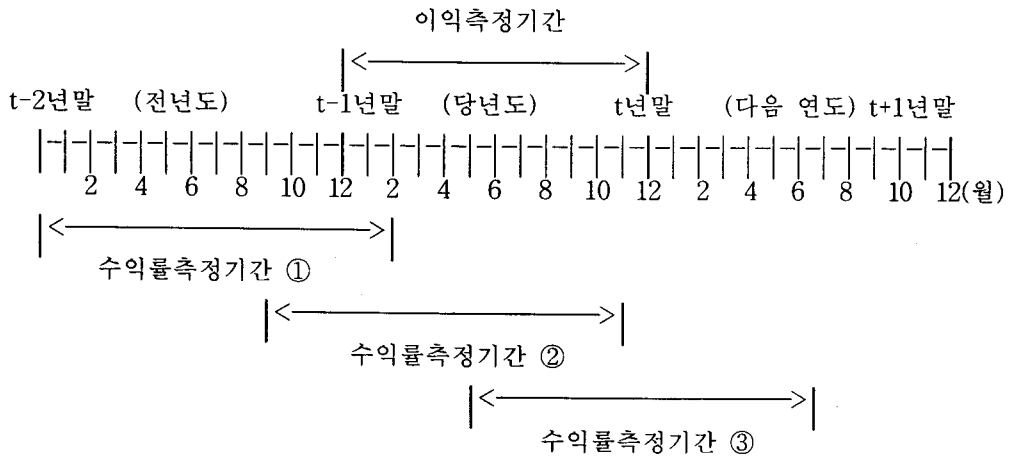 이익측정기간
t-2년말 (전년도) t-1년말 (당년도) t년말 (다음 연도) t+1년말
2 4 6 8 10 12 2 4 6 8 10 12 2 4 6 8 10 12(월)
수익률측정기간 ①
수익률측정기간 ②
수익률측정기간 ③